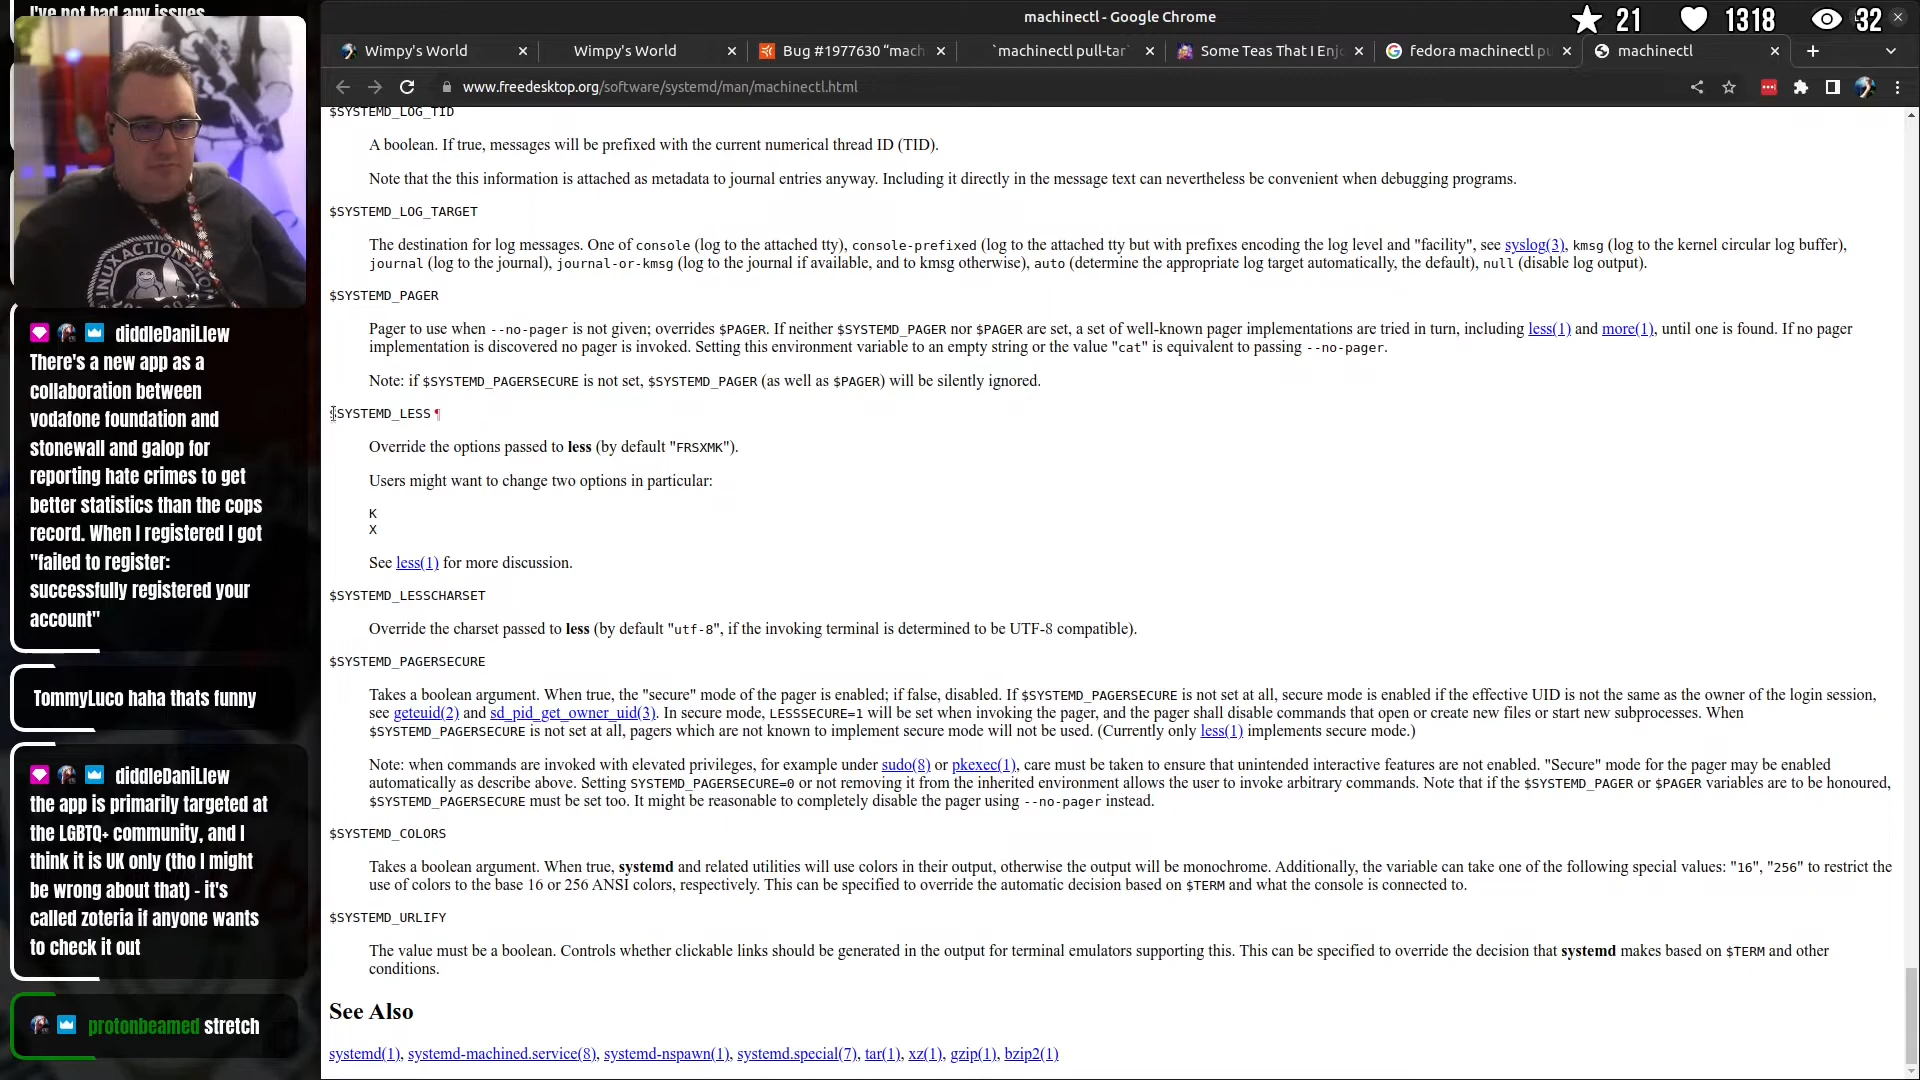 I've not had any issues
diddleDaniLlew
There's a new app as a
collaboration between
vodafone foundation and
stonewall and galop for
reporting hate crimes to get
better statistics than the cops
record. When I registered I got
"failed to register:
successfully registered your
account"
TommyLuco haha thats funny
diddleDaniLlew
the app is primarily targeted at
the LGBTQ+ community, and I
think it is UK only (tho I might
be wrong about that) - it's
called zoteria if anyone wants
to check it out
protonbeamed stretch
machinectl - Google Chrome
21 1318 32
Wimpy's World
Wimpy's World
Bug #1977630 “mach
`machinectl pull-tar`
Some Teas That I Enj
fedora machinectl pu
machinectl
www.freedesktop.org/software/systemd/man/machinectl.html
$SYSTEMD_LOG_TID
A boolean. If true, messages will be prefixed with the current numerical thread ID (TID).
Note that the this information is attached as metadata to journal entries anyway. Including it directly in the message text can nevertheless be convenient when debugging programs.
$SYSTEMD_LOG_TARGET
The destination for log messages. One of console (log to the attached tty), console-prefixed (log to the attached tty but with prefixes encoding the log level and "facility", see syslog(3), kmsg (log to the kernel circular log buffer),
journal (log to the journal), journal-or-kmsg (log to the journal if available, and to kmsg otherwise), auto (determine the appropriate log target automatically, the default), null (disable log output).
$SYSTEMD_PAGER
Pager to use when --no-pager is not given; overrides $PAGER. If neither $SYSTEMD_PAGER nor $PAGER are set, a set of well-known pager implementations are tried in turn, including less(1) and more(1), until one is found. If no pager
implementation is discovered no pager is invoked. Setting this environment variable to an empty string or the value "cat" is equivalent to passing --no-pager.
Note: if $SYSTEMD_PAGERSECURE is not set, $SYSTEMD_PAGER (as well as $PAGER) will be silently ignored.
$SYSTEMD_LESS ¶
Override the options passed to less (by default "FRSXMK").
Users might want to change two options in particular:
K
X
See less(1) for more discussion.
$SYSTEMD_LESSCHARSET
Override the charset passed to less (by default "utf-8", if the invoking terminal is determined to be UTF-8 compatible).
$SYSTEMD_PAGERSECURE
Takes a boolean argument. When true, the "secure" mode of the pager is enabled; if false, disabled. If $SYSTEMD_PAGERSECURE is not set at all, secure mode is enabled if the effective UID is not the same as the owner of the login session,
see geteuid(2) and sd_pid_get_owner_uid(3). In secure mode, LESSSECURE=1 will be set when invoking the pager, and the pager shall disable commands that open or create new files or start new subprocesses. When
$SYSTEMD_PAGERSECURE is not set at all, pagers which are not known to implement secure mode will not be used. (Currently only less(1) implements secure mode.)
Note: when commands are invoked with elevated privileges, for example under sudo(8) or pkexec(1), care must be taken to ensure that unintended interactive features are not enabled. "Secure" mode for the pager may be enabled
automatically as describe above. Setting SYSTEMD_PAGERSECURE=0 or not removing it from the inherited environment allows the user to invoke arbitrary commands. Note that if the $SYSTEMD_PAGER or $PAGER variables are to be honoured,
$SYSTEMD_PAGERSECURE must be set too. It might be reasonable to completely disable the pager using --no-pager instead.
$SYSTEMD_COLORS
Takes a boolean argument. When true, systemd and related utilities will use colors in their output, otherwise the output will be monochrome. Additionally, the variable can take one of the following special values: "16", "256" to restrict the
use of colors to the base 16 or 256 ANSI colors, respectively. This can be specified to override the automatic decision based on $TERM and what the console is connected to.
$SYSTEMD_URLIFY
The value must be a boolean. Controls whether clickable links should be generated in the output for terminal emulators supporting this. This can be specified to override the decision that systemd makes based on $TERM and other
conditions.
See Also
systemd(1), systemd-machined.service(8), systemd-nspawn(1), systemd.special(7), tar(1), xz(1), gzip(1), bzip2(1)